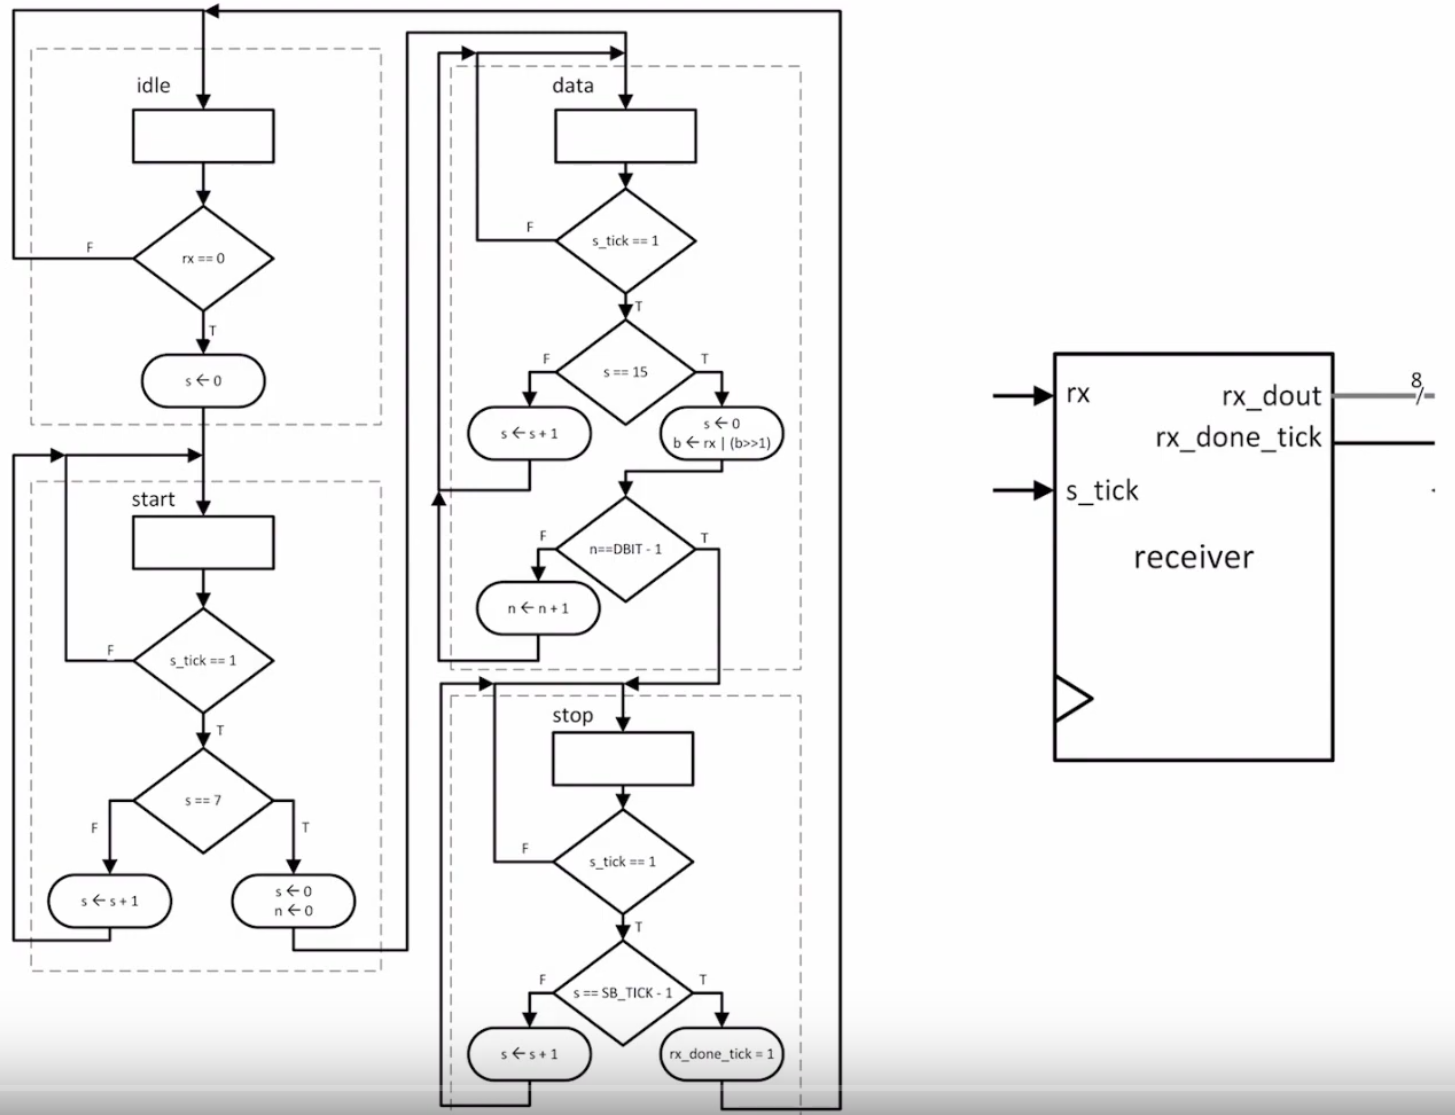 idle
rx == 0
F
T
s ← 0
start
s_tick == 1
F
T
s == 7
F
T
s ← s + 1
s ← 0
n ← 0
data
s_tick == 1
F
T
s == 15
F
T
s ← s + 1
s ← 0
b ← rx | (b>>1)
n==DBIT - 1
F
T
n ← n + 1
stop
s_tick == 1
F
T
s == SB_TICK - 1
F
T
s ← s + 1
rx_done_tick = 1
rx
rx_dout
8
rx_done_tick
s_tick
receiver